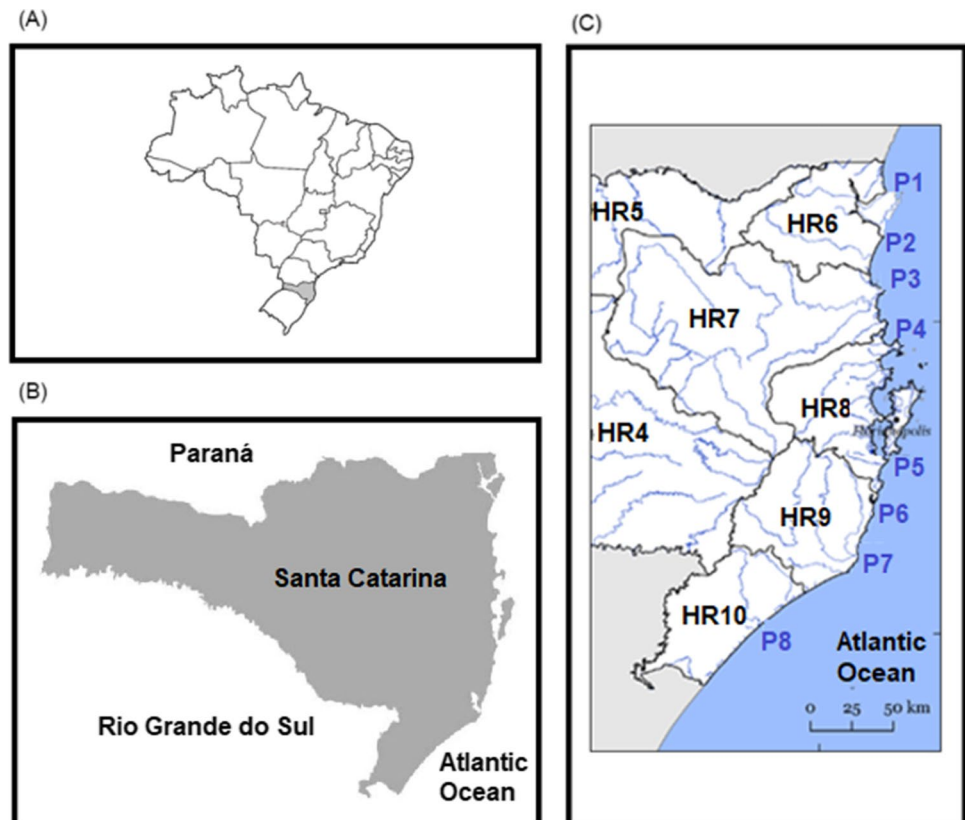 (A)
(B)
Paraná
Santa Catarina
Rio Grande do Sul
Atlantic
Ocean
(C)
P1
HR5
HR6
P2
P3
HR7
P4
HR8
HR4
Florianópolis
P5
HR9
P6
P7
HR10
P8
Atlantic
Ocean
0 25 50 km